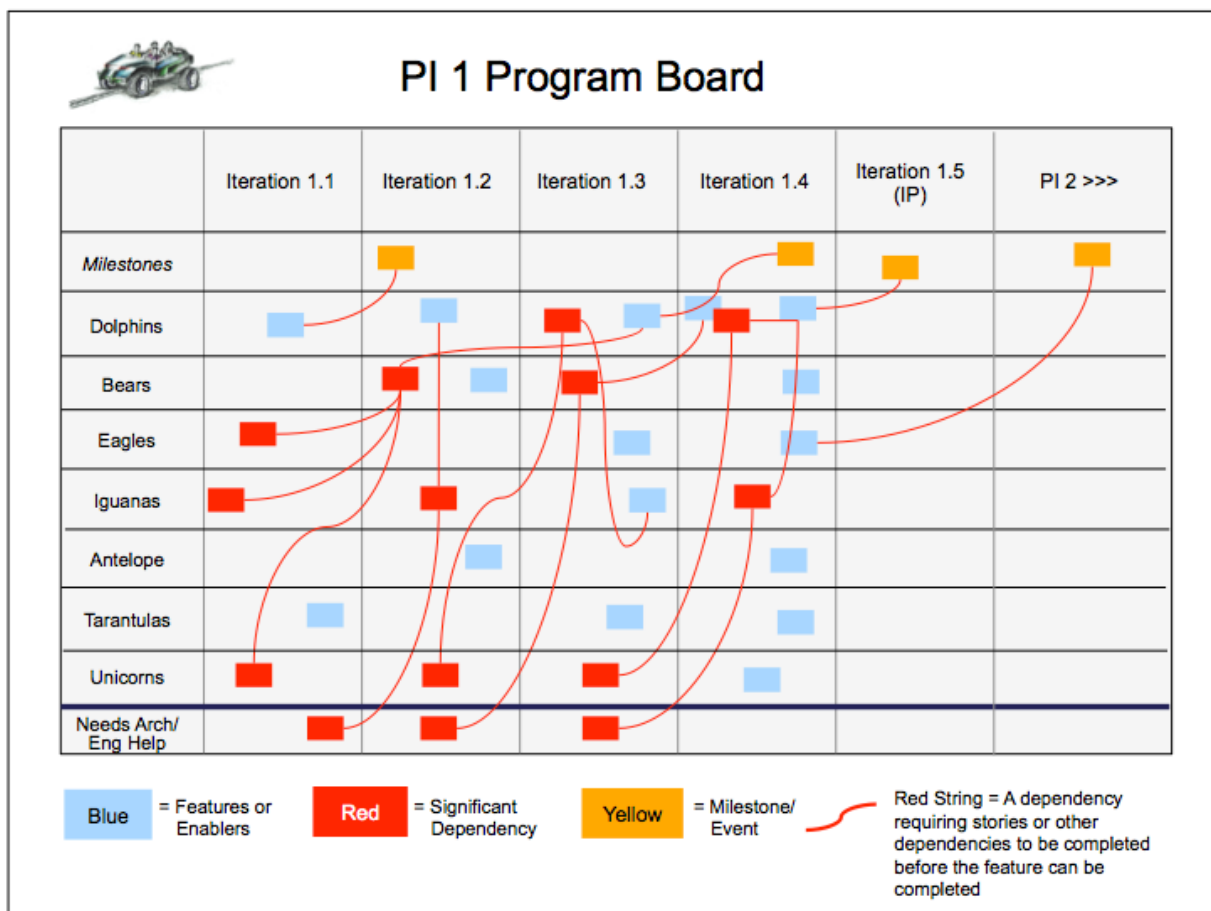 PI 1 Program Board
Iteration 1.1
Iteration 1.2
Iteration 1.3
Iteration 1.4
Iteration 1.5
(IP)
PI 2 >>>
Milestones
Dolphins
Bears
Eagles
Iguanas
Antelope
Tarantulas
Unicorns
Needs Arch/
Eng Help
Blue
= Features or
Enablers
Red
= Significant
Dependency
Yellow
= Milestone/
Event
Red String = A dependency
requiring stories or other
dependencies to be completed
before the feature can be
completed